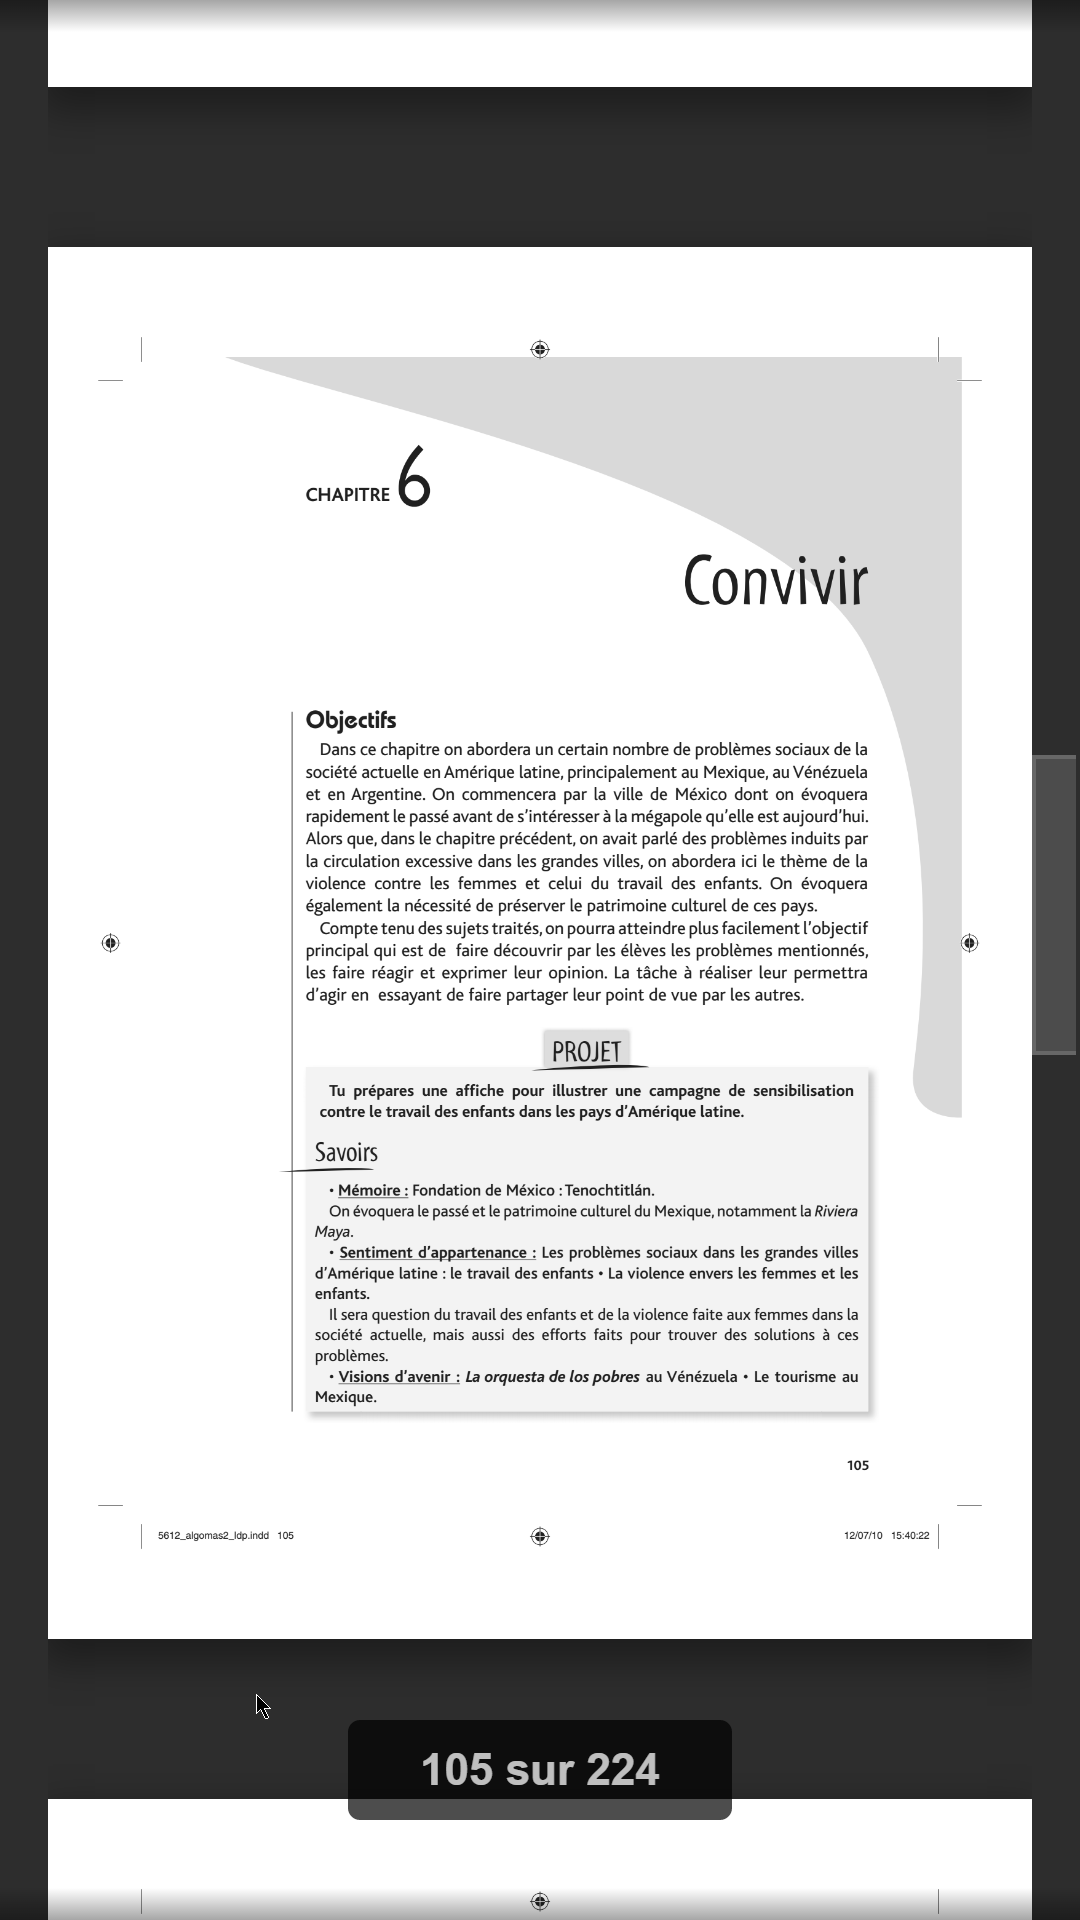 CHAPITRE 6
Convivir
Objectifs
Dans ce chapitre on abordera un certain nombre de problèmes sociaux de la
société actuelle en Amérique latine, principalement au Mexique, au Vénézuela
et en Argentine. On commencera par la ville de México dont on évoquera
rapidement le passé avant de s'intéresser à la mégapole qu'elle est aujourd'hui.
Alors que, dans le chapitre précédent, on avait parlé des problèmes induits par
la circulation excessive dans les grandes villes, on abordera ici le thème de la
violence contre les femmes et celui du travail des enfants. On évoquera
également la nécessité de préserver le patrimoine culturel de ces pays.
Compte tenu des sujets traités, on pourra atteindre plus facilement l'objectif
principal qui est de faire découvrir par les élèves les problèmes mentionnés,
les faire réagir et exprimer leur opinion. La tâche à réaliser leur permettra
d'agir en essayant de faire partager leur point de vue par les autres.
PROJET
Tu prépares une affiche pour illustrer une campagne de sensibilisation
contre le travail des enfants dans les pays d'Amérique latine.
Savoirs
• Mémoire : Fondation de México : Tenochtitlán.
On évoquera le passé et le patrimoine culturel du Mexique, notamment la Riviera
Maya.
• Sentiment d'appartenance : Les problèmes sociaux dans les grandes villes
d'Amérique latine : le travail des enfants • La violence envers les femmes et les
enfants.
Il sera question du travail des enfants et de la violence faite aux femmes dans la
société actuelle, mais aussi des efforts faits pour trouver des solutions à ces
problèmes.
• Visions d'avenir : La orquesta de los pobres au Vénézuela • Le tourisme au
Mexique.
105
5612_algomas2_ldp.indd 105
12/07/10 15:40:22
105 sur 224